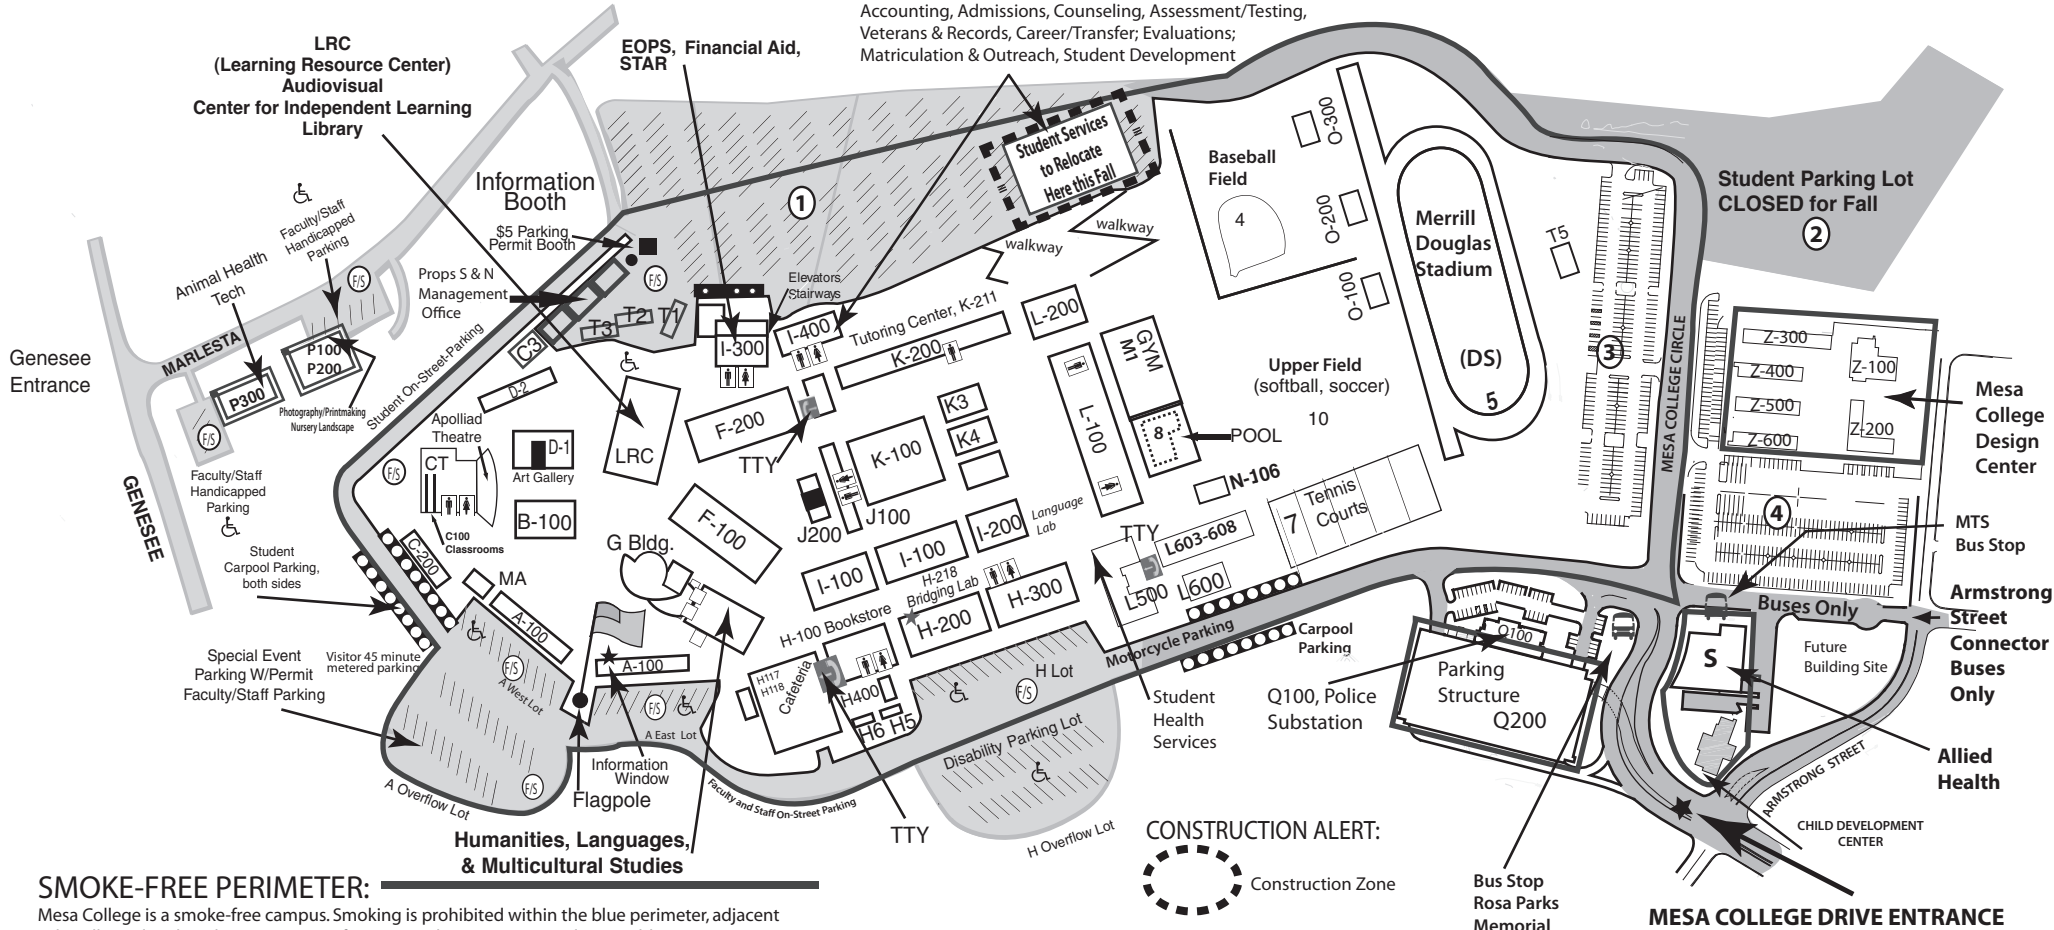 Accounting, Admissions, Counseling, Assessment/Testing,
Veterans & Records, Career/Transfer; Evaluations;
Matriculation & Outreach, Student Development
LRC
(Learning Resource Center)
Audiovisual
Center for Independent Learning
Library
EOPS, Financial Aid,
STAR
Student Services
to Relocate
Here this Fall
1
walkway
walkway
Baseball
Field
4
O-300
O-200
O-100
Merrill
Douglas
Stadium
(DS)
5
T5
3
MESA COLLEGE CIRCLE
Student Parking Lot
CLOSED for Fall
2
Z-300
Z-400
Z-500
Z-600
Z-100
Z-200
Mesa
College
Design
Center
4
MTS
Bus Stop
Buses Only
Armstrong
Street
Connector
Buses
Only
Information
Booth
$5 Parking
Permit Booth
F/S
Props S & N
Management
Office
Faculty/Staff
Handicapped
Parking
F/S
Animal Health
Tech
MARLESTA
P100
P200
P300
Photography/Printmaking
Nursery Landscape
Genesee
Entrance
GENESEE
F/S
Faculty/Staff
Handicapped
Parking
Student On-Street-Parking
C3
T3
T2
T1
Elevators
Stairways
I-300
I-400
Tutoring Center, K-211
K-200
L-200
GYM
M1
Upper Field
(softball, soccer)
10
8
POOL
D-2
Apolliad
Theatre
CT
F/S
D-1
Art Gallery
LRC
F-200
TTY
K3
K4
K-100
L-100
J200
J100
B-100
C100
Classrooms
C-200
F-100
G Bldg.
I-100
I-100
I-200
Language
Lab
N-106
7
Tennis
Courts
TTY
L603-608
L500
L600
H-218
Bridging Lab
H-300
H-200
H-100 Bookstore
Student
Carpool Parking,
both sides
MA
A-100
Visitor 45 minute
metered parking
Special Event
Parking W/Permit
Faculty/Staff Parking
F/S
A West Lot
A-100
F/S
A East Lot
Information
Window
Flagpole
F/S
A Overflow Lot
H117
H118
Cafeteria
H400
H6
H5
H Lot
F/S
Motorcycle Parking
Carpool
Parking
Disability Parking Lot
H Overflow Lot
Faculty and Staff On-Street Parking
TTY
Student
Health
Services
Q100, Police
Substation
Q100
Parking
Structure
Q200
S
Future
Building Site
Allied
Health
ARMSTRONG STREET
CHILD DEVELOPMENT
CENTER
Humanities, Languages,
& Multicultural Studies
CONSTRUCTION ALERT:
Construction Zone
Bus Stop
Rosa Parks
Memorial
MESA COLLEGE DRIVE ENTRANCE
SMOKE-FREE PERIMETER:
Mesa College is a smoke-free campus. Smoking is prohibited within the blue perimeter, adjacent